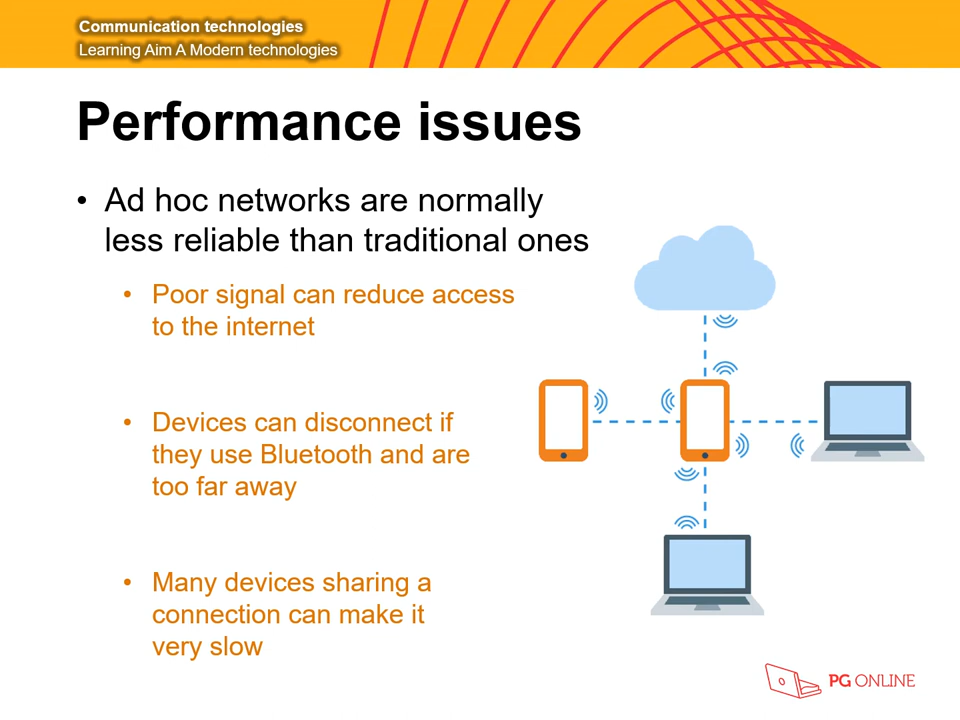 Communication technologies
Learning Aim A Modern technologies
Performance issues
• Ad hoc networks are normally
less reliable than traditional ones
• Poor signal can reduce access
to the internet
• Devices can disconnect if
they use Bluetooth and are
too far away
• Many devices sharing a
connection can make it
very slow
PG ONLINE